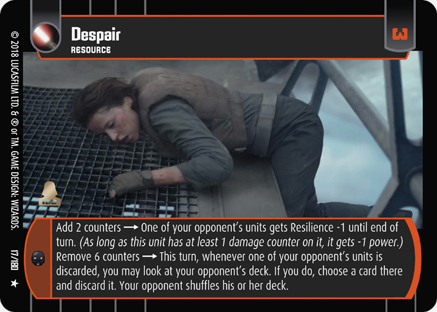 Despair
RESOURCE
© 2018 LUCASFILM LTD. & ® or TM. GAME DESIGN: WIZARDS.
17/180
Add 2 counters → One of your opponent's units gets Resilience -1 until end of
turn. (As long as this unit has at least 1 damage counter on it, it gets -1 power.)
Remove 6 counters → This turn, whenever one of your opponent's units is
discarded, you may look at your opponent's deck. If you do, choose a card there
and discard it. Your opponent shuffles his or her deck.